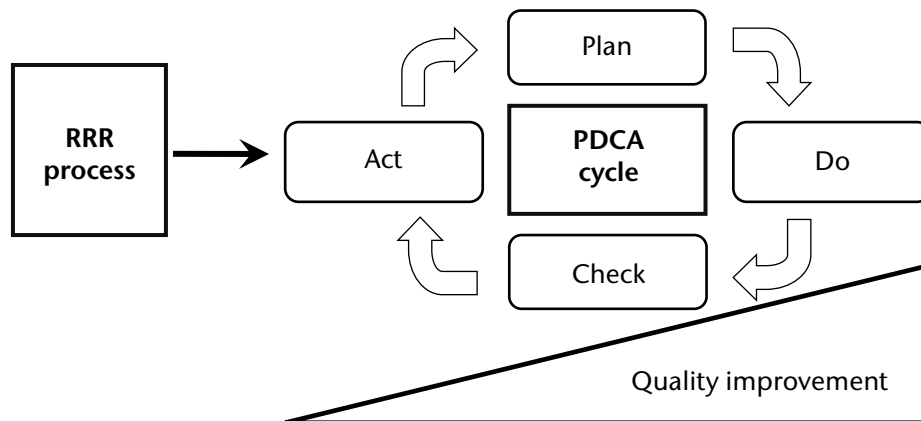 Plan
RRR
process
Act
PDCA
cycle
Do
Check
Quality improvement